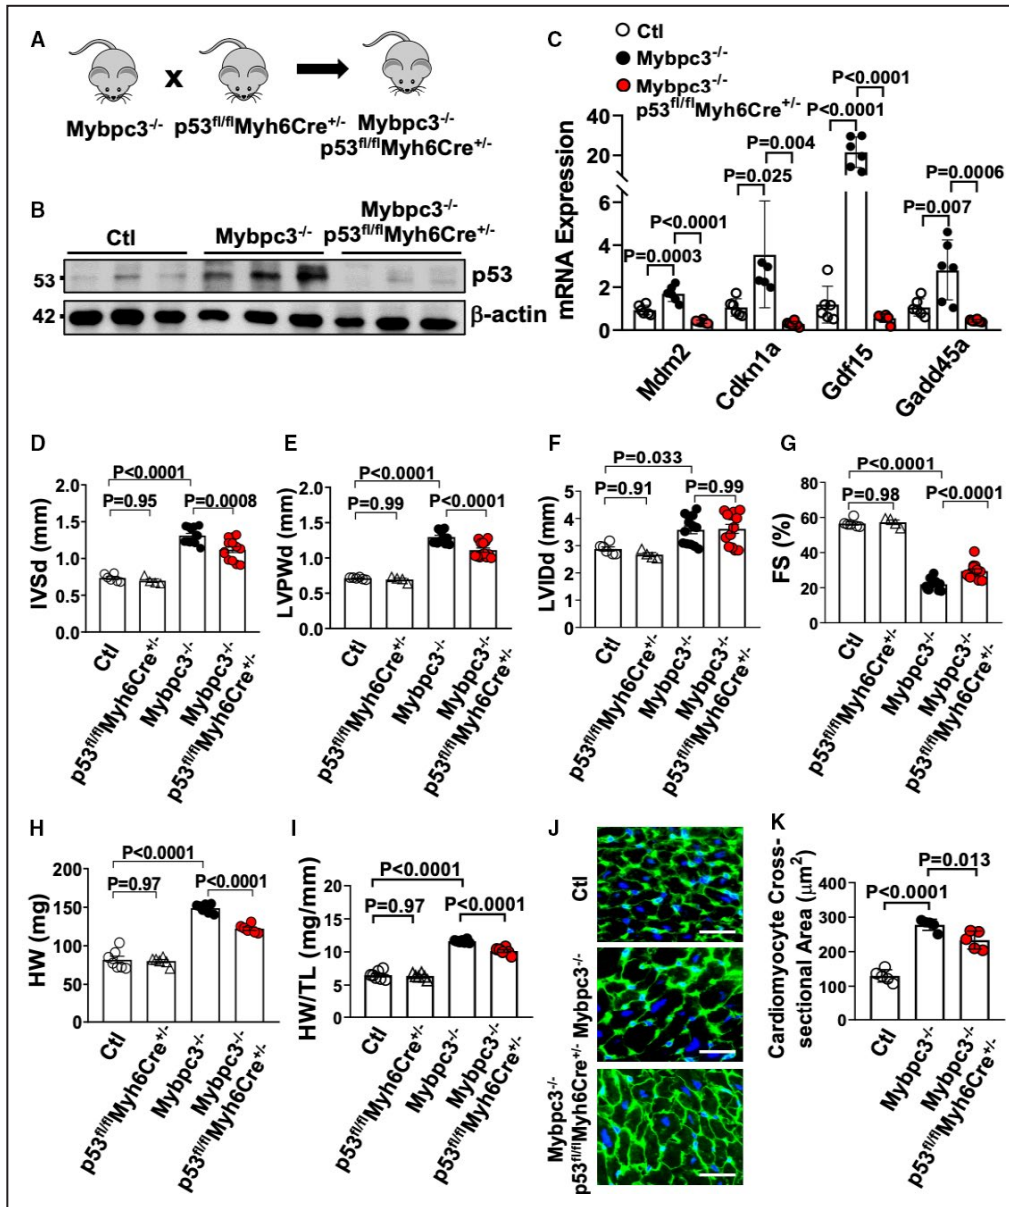 A
x
Mybpc3-/-
p53fl/flMyh6Cre+/-
Mybpc3-/-
p53fl/flMyh6Cre+/-
B
Ctl
Mybpc3-/-
Mybpc3-/-
p53fl/flMyh6Cre+/-
53
p53
42
β-actin
C
Ctl
Mybpc3-/-
Mybpc3-/-
p53fl/flMyh6Cre+/-
mRNA Expression
40
20
6
4
2
0
P=0.0003
P<0.0001
P=0.025
P=0.004
P<0.0001
P<0.0001
P=0.007
P=0.0006
Mdm2
Cdkn1a
Gdf15
Gadd45a
D
IVSd (mm)
2.0
1.5
1.0
0.5
0.0
P<0.0001
P=0.95
P=0.0008
Ctl
p53fl/flMyh6Cre+/-
Mybpc3-/-
Mybpc3-/-
p53fl/flMyh6Cre+/-
E
LVPWd (mm)
2.0
1.5
1.0
0.5
0.0
P<0.0001
P=0.99
P<0.0001
Ctl
p53fl/flMyh6Cre+/-
Mybpc3-/-
Mybpc3-/-
p53fl/flMyh6Cre+/-
F
LVIDd (mm)
5
4
3
2
1
0
P=0.033
P=0.91
P=0.99
Ctl
p53fl/flMyh6Cre+/-
Mybpc3-/-
Mybpc3-/-
p53fl/flMyh6Cre+/-
G
FS (%)
80
60
40
20
0
P<0.0001
P=0.98
P<0.0001
Ctl
p53fl/flMyh6Cre+/-
Mybpc3-/-
Mybpc3-/-
p53fl/flMyh6Cre+/-
H
HW (mg)
200
150
100
50
0
P<0.0001
P=0.97
P<0.0001
Ctl
p53fl/flMyh6Cre+/-
Mybpc3-/-
Mybpc3-/-
p53fl/flMyh6Cre+/-
I
HW/TL (mg/mm)
20
15
10
5
0
P<0.0001
P=0.97
P<0.0001
Ctl
p53fl/flMyh6Cre+/-
Mybpc3-/-
Mybpc3-/-
p53fl/flMyh6Cre+/-
J
Ctl
Mybpc3-/-
Mybpc3-/-
p53fl/flMyh6Cre+/-
K
Cardiomyocyte Cross-
sectional Area (μm2)
400
300
200
100
0
P<0.0001
P=0.013
Ctl
Mybpc3-/-
Mybpc3-/-
p53fl/flMyh6Cre+/-